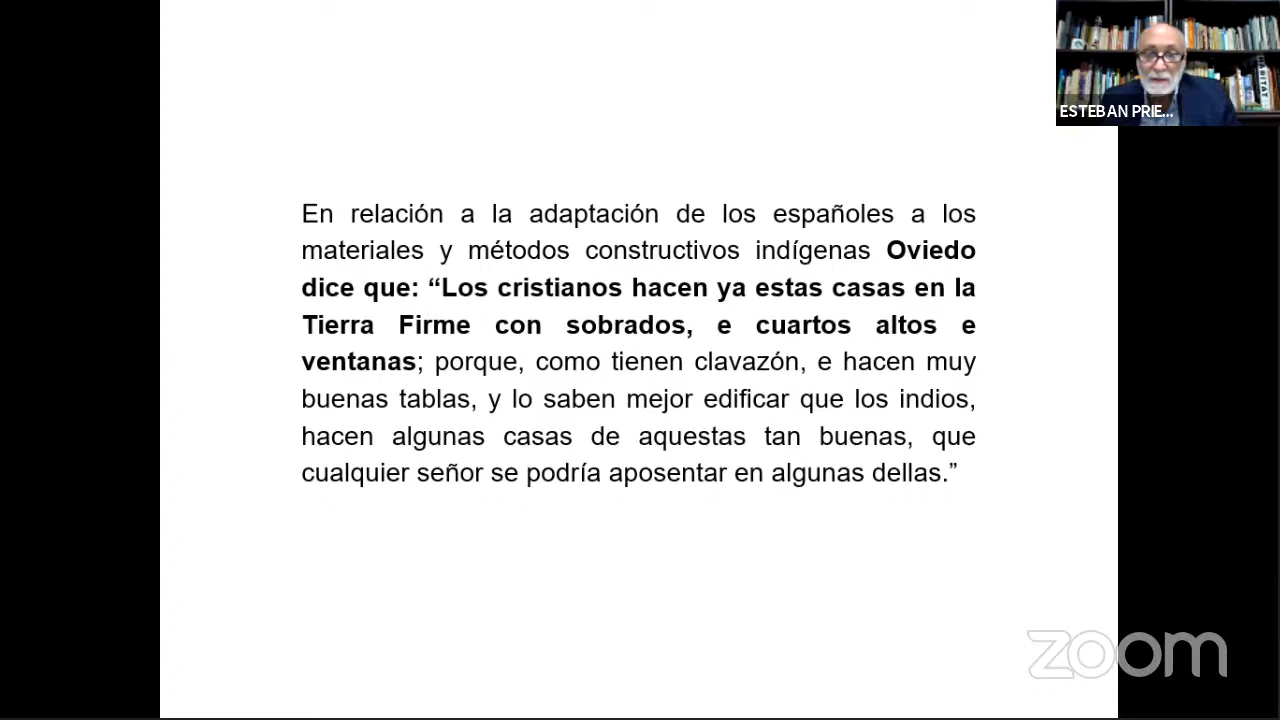 ESTEBAN PRIE...
En relación a la adaptación de los españoles a los
materiales y métodos constructivos indígenas Oviedo
dice que: “Los cristianos hacen ya estas casas en la
Tierra Firme con sobrados, e cuartos altos e
ventanas; porque, como tienen clavazón, e hacen muy
buenas tablas, y lo saben mejor edificar que los indios,
hacen algunas casas de aquestas tan buenas, que
cualquier señor se podría aposentar en algunas dellas.”
zoom